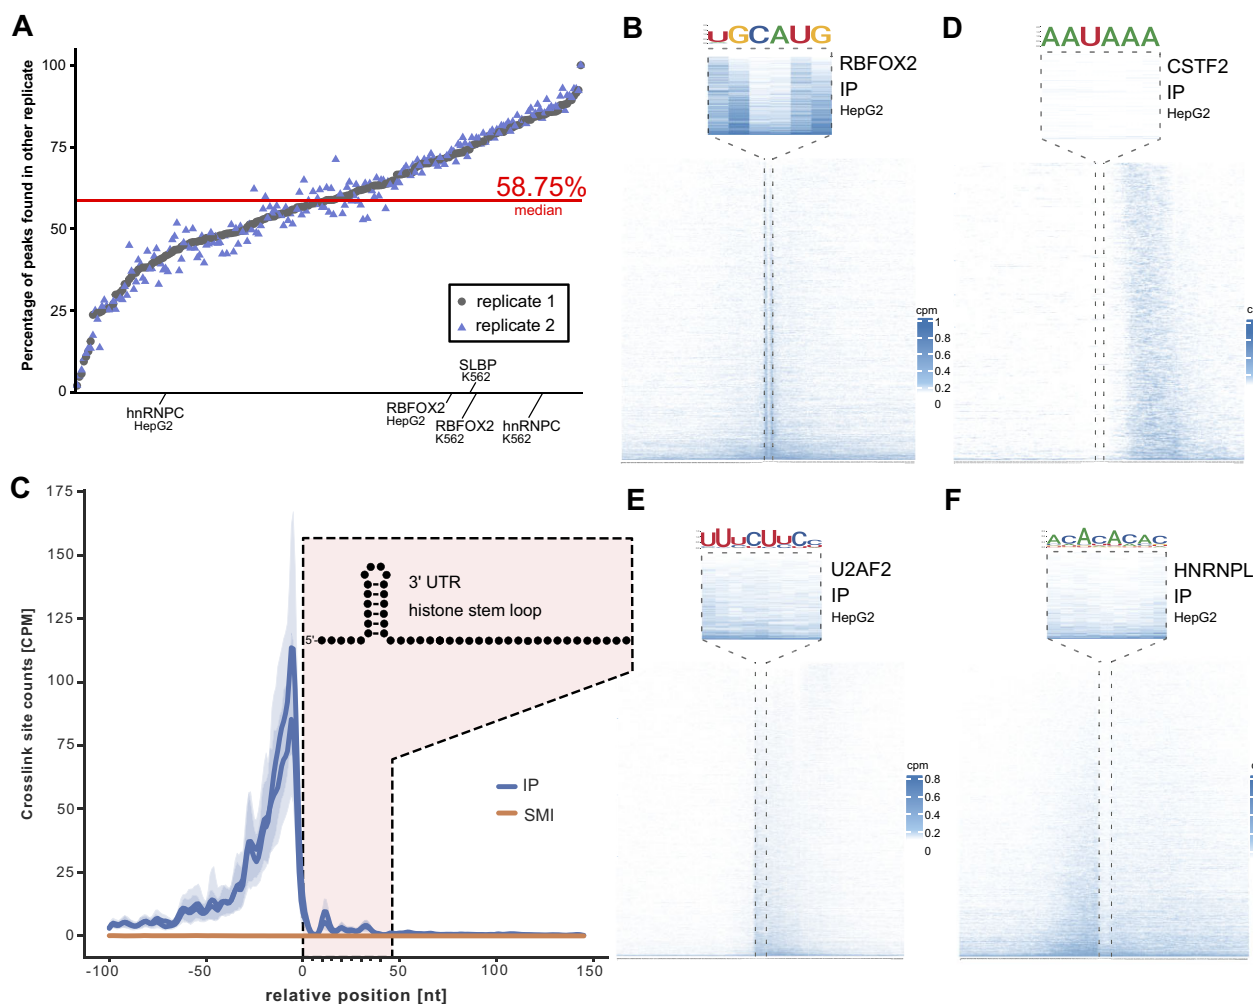 A
Percentage of peaks found in other replicate
100
75
50
25
0
58.75%
median
replicate 1
replicate 2
hnRNPC
HepG2
RBFOX2
HepG2
SLBP
K562
RBFOX2
K562
hnRNPC
K562
B
UGCAUG
RBFOX2
IP
HepG2
cpm
1
0.8
0.6
0.4
0.2
0
D
AAUAAA
CSTF2
IP
HepG2
c
C
Crosslink site counts [CPM]
175
150
125
100
75
50
25
0
-100
-50
0
50
100
150
relative position [nt]
5'-
3' UTR
histone stem loop
IP
SMI
E
UUUCUUCC
U2AF2
IP
HepG2
cpm
0.8
0.6
0.4
0.2
0
F
ACACACAC
HNRNPL
IP
HepG2
c